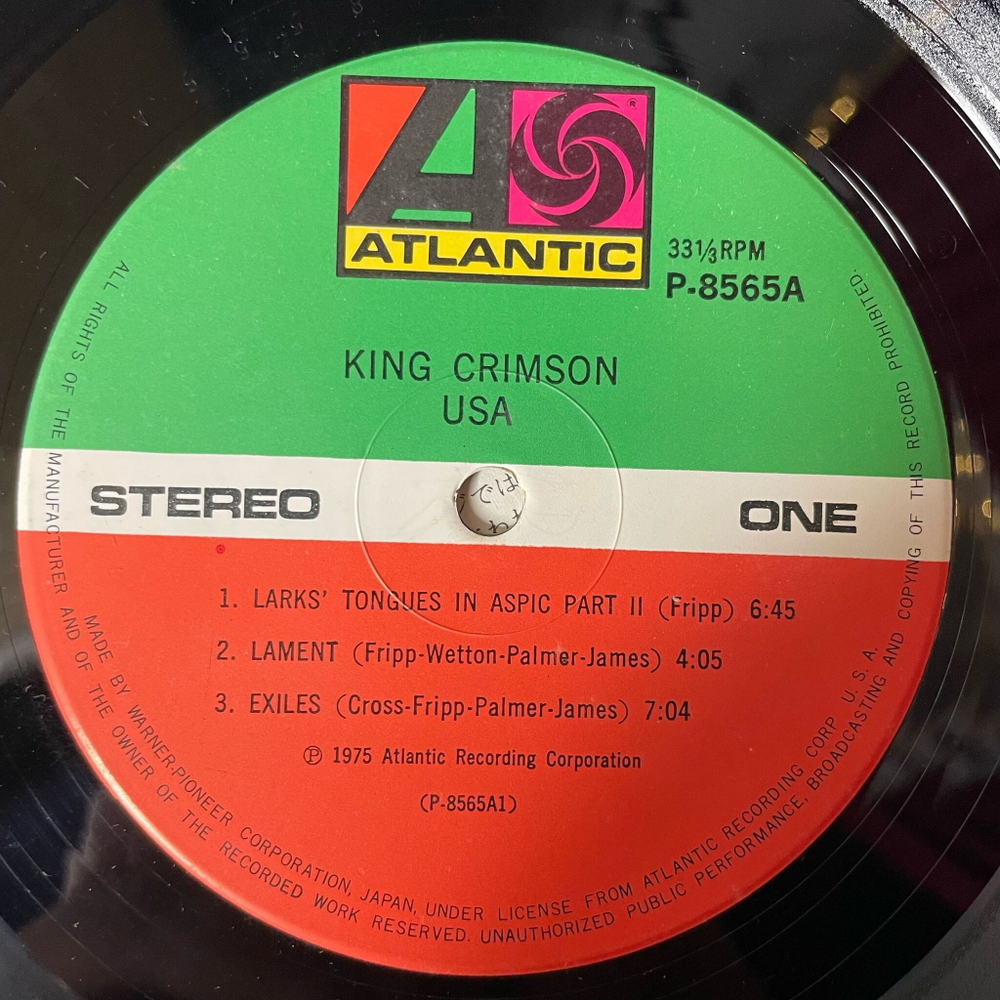 ATLANTIC
®
33⅓RPM
P-8565A
KING CRIMSON
USA
STEREO
ONE
では
1. LARKS' TONGUES IN ASPIC PART II (Fripp) 6:45
2. LAMENT (Fripp-Wetton-Palmer-James) 4:05
3. EXILES (Cross-Fripp-Palmer-James) 7:04
Ⓟ 1975 Atlantic Recording Corporation
(P-8565A1)
MADE BY WARNER-PIONEER CORPORATION, JAPAN, UNDER LICENSE FROM ATLANTIC RECORDING CORP U. S. A.
ALL RIGHTS OF THE MANUFACTURER AND OF THE OWNER OF THE RECORDED WORK RESERVED. UNAUTHORIZED PUBLIC PERFORMANCE, BROADCASTING AND COPYING OF THIS RECORD PROHIBITED.